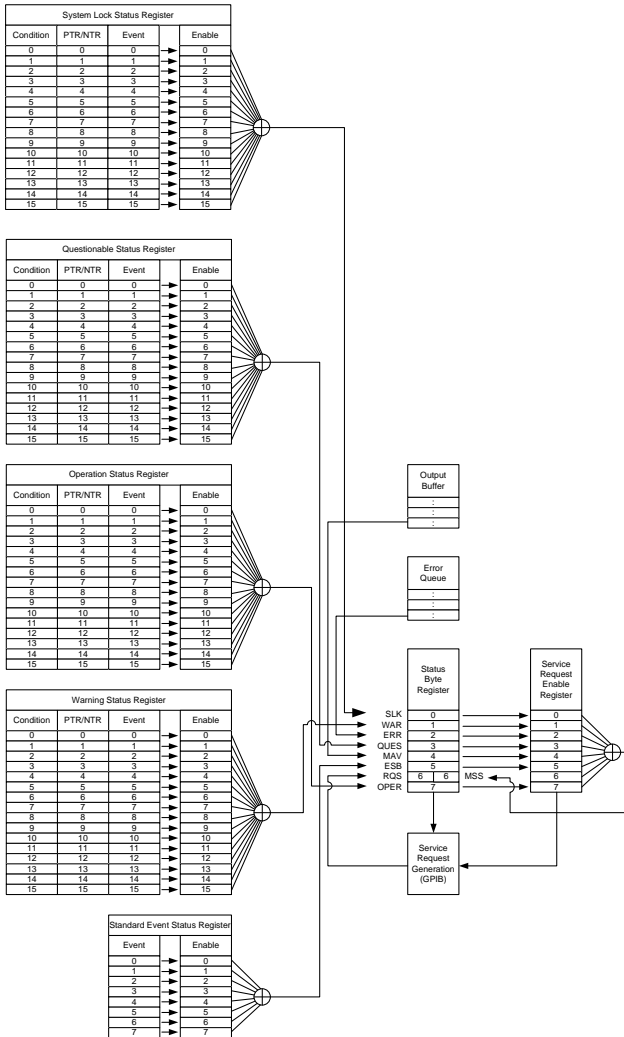 System Lock Status Register
Condition PTR/NTR Event Enable
0 0 0 0
1 1 1 1
2 2 2 2
3 3 3 3
4 4 4 4
5 5 5 5
6 6 6 6
7 7 7 7
8 8 8 8
9 9 9 9
10 10 10 10
11 11 11 11
12 12 12 12
13 13 13 13
14 14 14 14
15 15 15 15
Questionable Status Register
Condition PTR/NTR Event Enable
0 0 0 0
1 1 1 1
2 2 2 2
3 3 3 3
4 4 4 4
5 5 5 5
6 6 6 6
7 7 7 7
8 8 8 8
9 9 9 9
10 10 10 10
11 11 11 11
12 12 12 12
13 13 13 13
14 14 14 14
15 15 15 15
Operation Status Register
Condition PTR/NTR Event Enable
0 0 0 0
1 1 1 1
2 2 2 2
3 3 3 3
4 4 4 4
5 5 5 5
6 6 6 6
7 7 7 7
8 8 8 8
9 9 9 9
10 10 10 10
11 11 11 11
12 12 12 12
13 13 13 13
14 14 14 14
15 15 15 15
Warning Status Register
Condition PTR/NTR Event Enable
0 0 0 0
1 1 1 1
2 2 2 2
3 3 3 3
4 4 4 4
5 5 5 5
6 6 6 6
7 7 7 7
8 8 8 8
9 9 9 9
10 10 10 10
11 11 11 11
12 12 12 12
13 13 13 13
14 14 14 14
15 15 15 15
Standard Event Status Register
Event Enable
0 0
1 1
2 2
3 3
4 4
5 5
6 6
7 7
Output
Buffer
:
:
:
Error
Queue
:
:
:
Status
Byte
Register
Service
Request
Enable
Register
SLK 0 0
WAR 1 1
ERR 2 2
QUES 3 3
MAV 4 4
ESB 5 5
RQS 6 6 MSS 6
OPER 7 7
Service
Request
Generation
(GPIB)